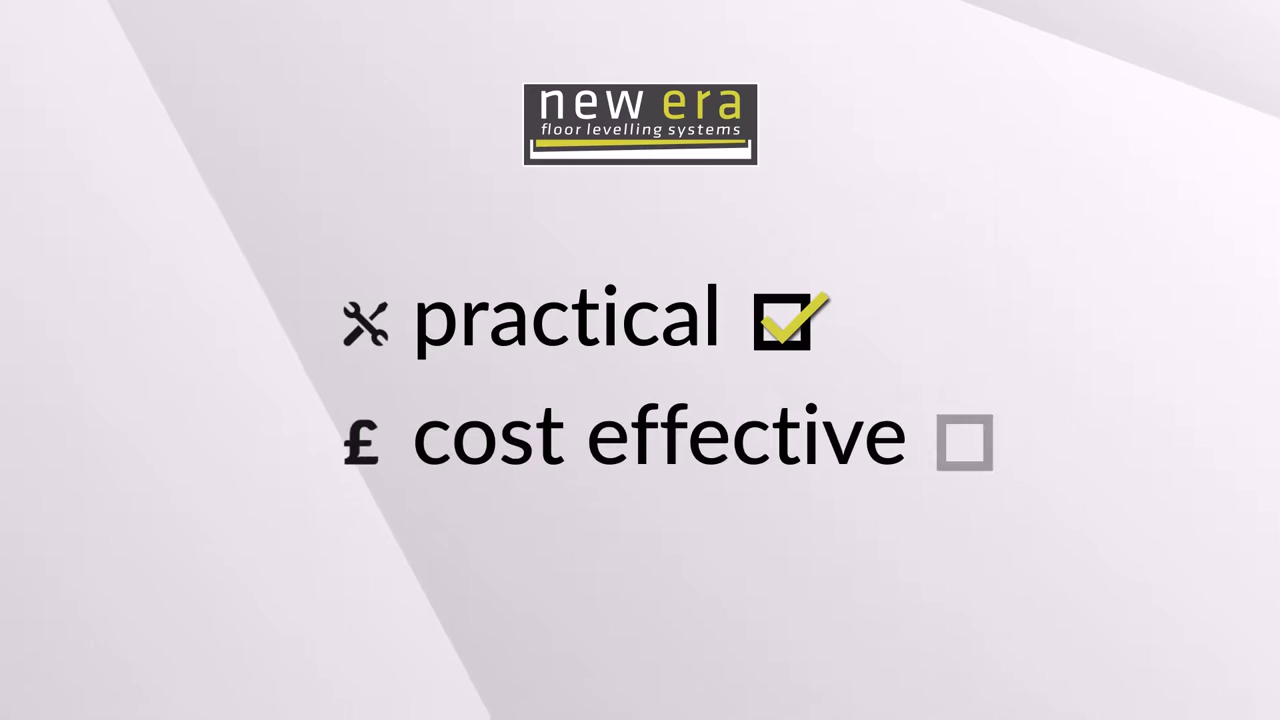 new era
floor levelling systems
practical
£ cost effective